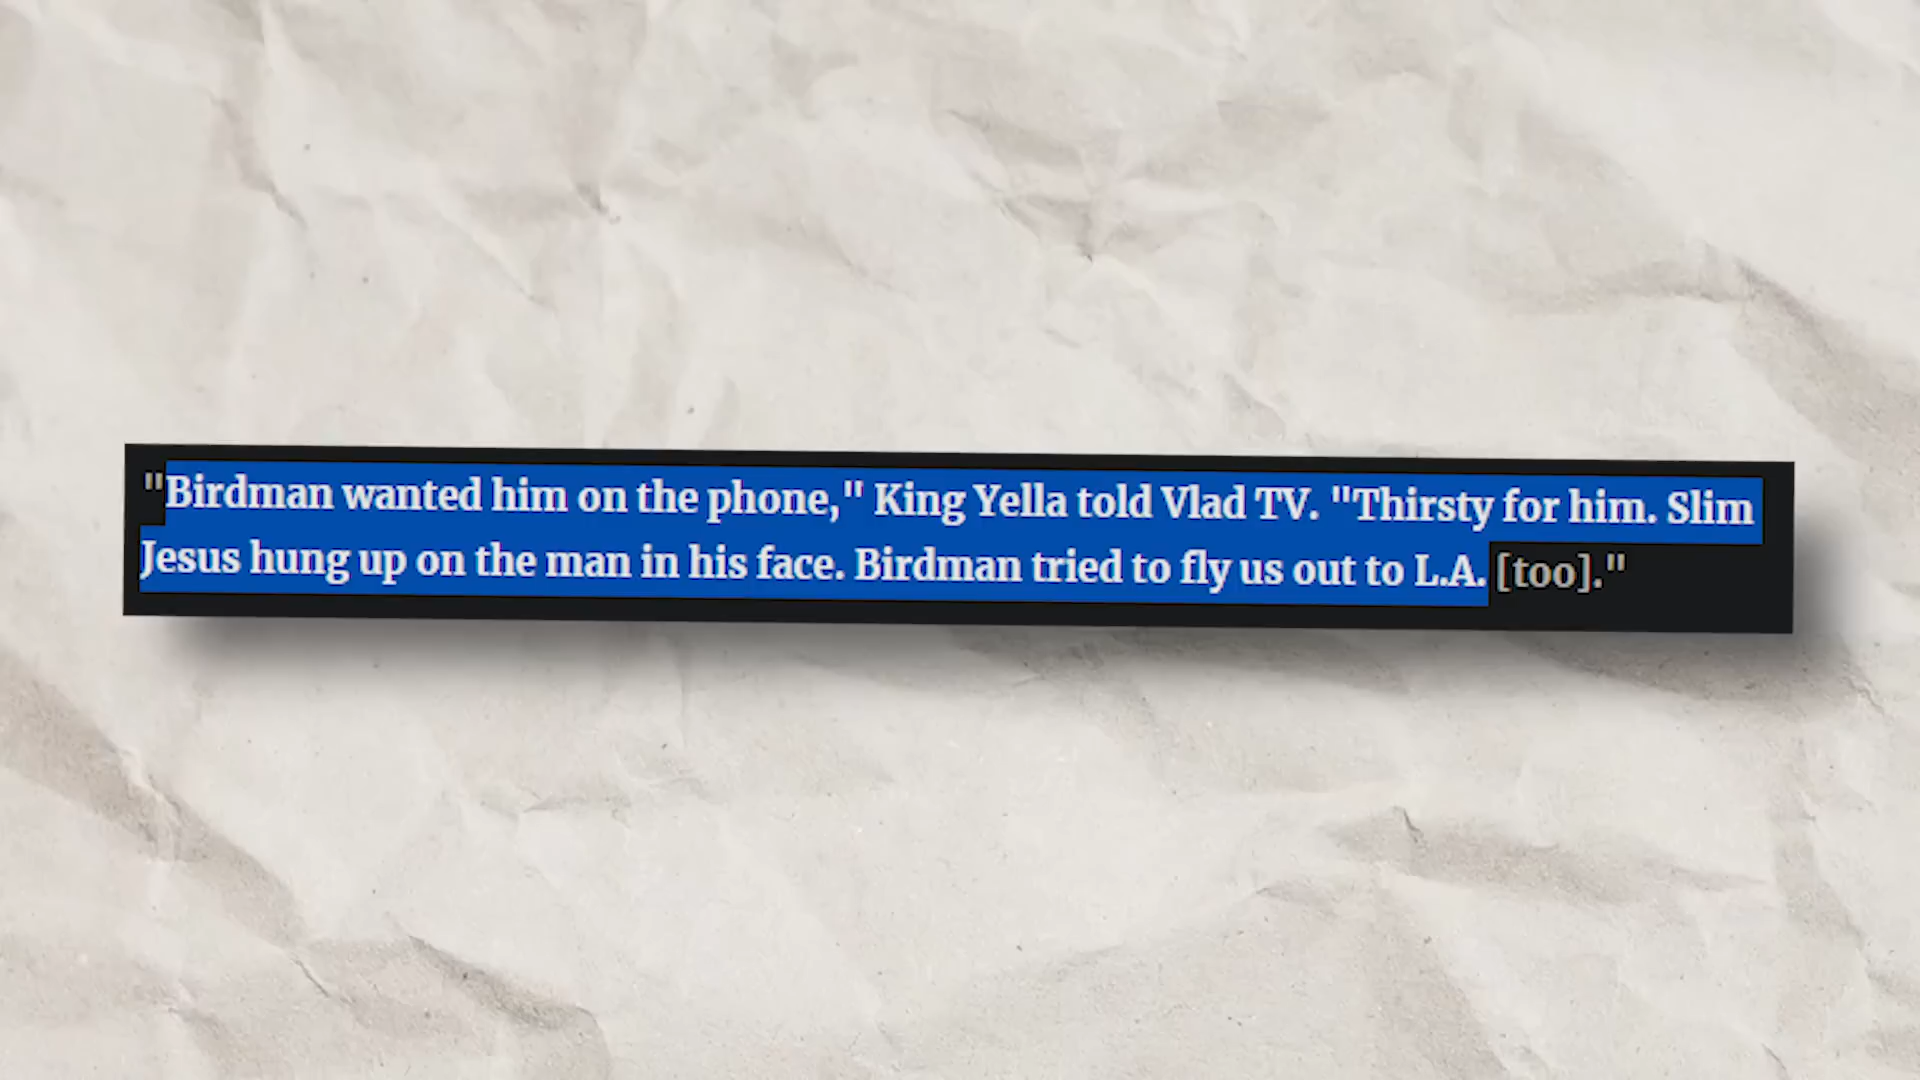 "Birdman wanted him on the phone," King Yella told Vlad TV. "Thirsty for him. Slim
Jesus hung up on the man in his face. Birdman tried to fly us out to L.A. [too]."